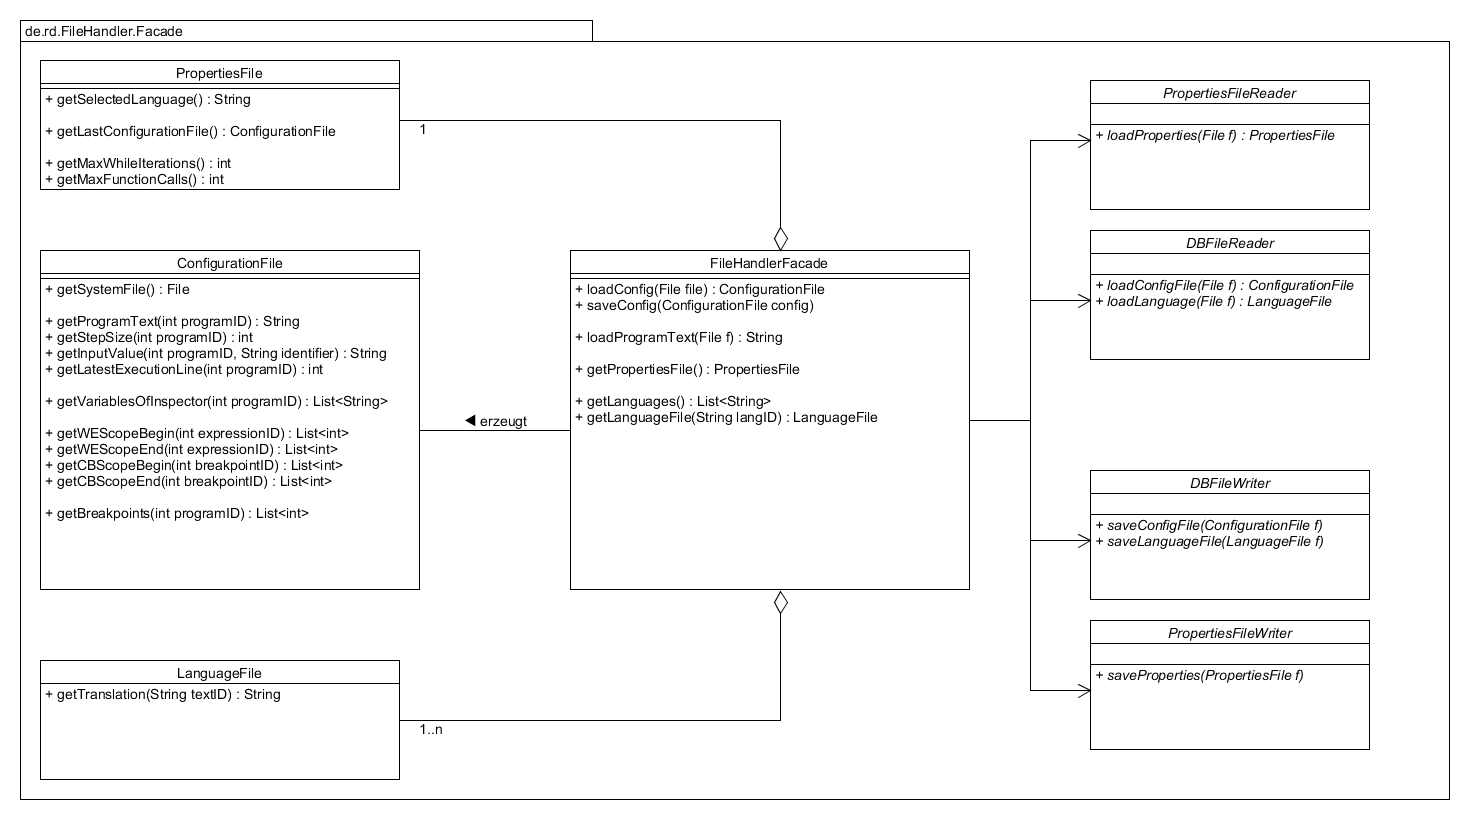 de.rd.FileHandler.Facade
PropertiesFile
+ getSelectedLanguage() : String
+ getLastConfigurationFile() : ConfigurationFile
+ getMaxWhileIterations() : int
+ getMaxFunctionCalls() : int
1
ConfigurationFile
+ getSystemFile() : File
+ getProgramText(int programID) : String
+ getStepSize(int programID) : int
+ getInputValue(int programID, String identifier) : String
+ getLatestExecutionLine(int programID) : int
+ getVariablesOfInspector(int programID) : List<String>
+ getWEScopeBegin(int expressionID) : List<int>
+ getWEScopeEnd(int expressionID) : List<int>
+ getCBScopeBegin(int breakpointID) : List<int>
+ getCBScopeEnd(int breakpointID) : List<int>
+ getBreakpoints(int programID) : List<int>
◀ erzeugt
FileHandlerFacade
+ loadConfig(File file) : ConfigurationFile
+ saveConfig(ConfigurationFile config)
+ loadProgramText(File f) : String
+ getPropertiesFile() : PropertiesFile
+ getLanguages() : List<String>
+ getLanguageFile(String langID) : LanguageFile
LanguageFile
+ getTranslation(String textID) : String
1..n
PropertiesFileReader
+ loadProperties(File f) : PropertiesFile
DBFileReader
+ loadConfigFile(File f) : ConfigurationFile
+ loadLanguage(File f) : LanguageFile
DBFileWriter
+ saveConfigFile(ConfigurationFile f)
+ saveLanguageFile(LanguageFile f)
PropertiesFileWriter
+ saveProperties(PropertiesFile f)